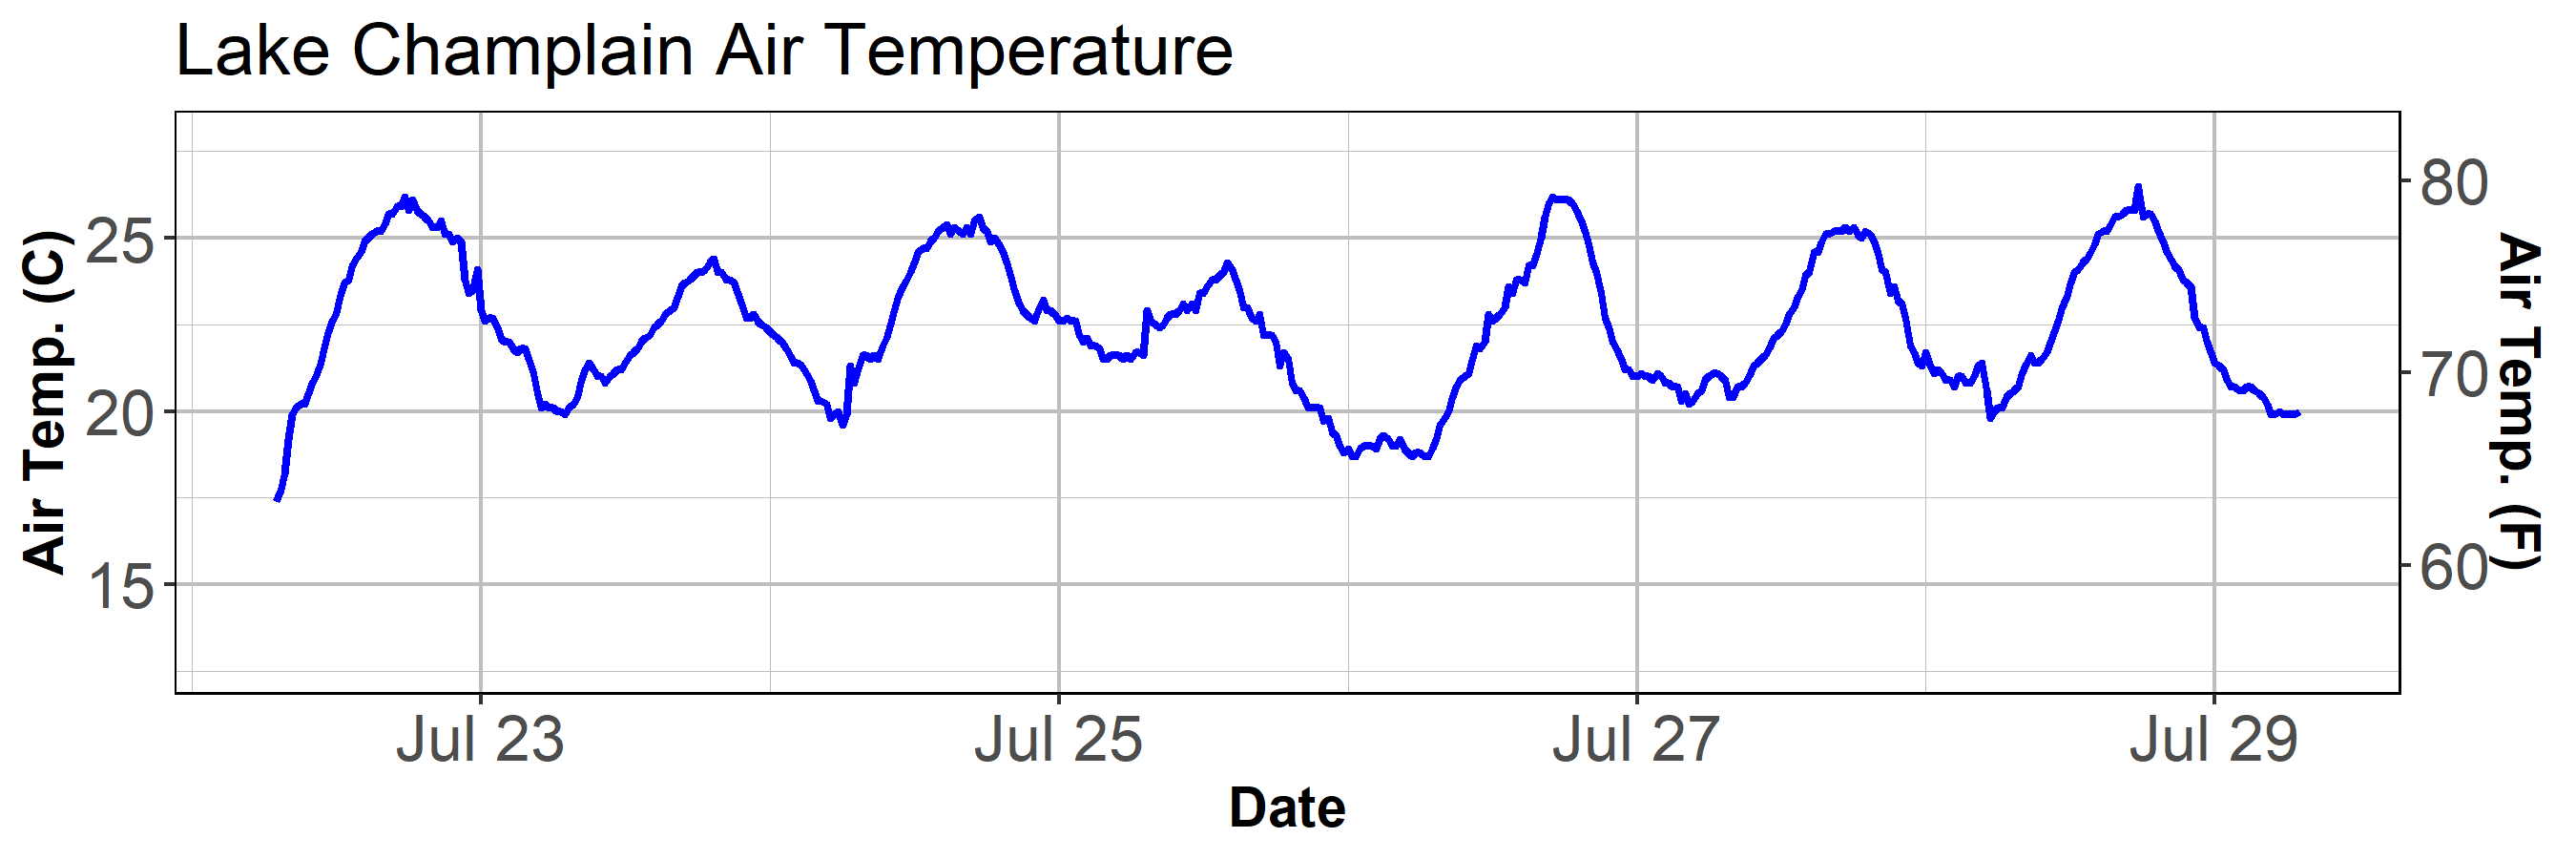 Lake Champlain Air Temperature
Air Temp. (C)
25
20
15
80
70
60
Air Temp. (F)
Jul 23 Jul 25 Jul 27 Jul 29
Date